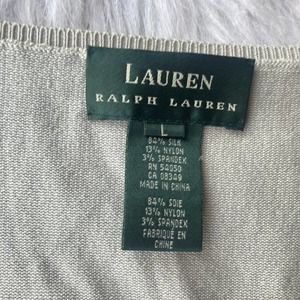 LAUREN
RALPH LAUREN
L
84% SILK
13% NYLON
3% SPANDEX
RN 54050
CA 08349
MADE IN CHINA
84% SOIE
13% NYLON
3% SPANDEX
FABRIQUÉ EN
CHINE